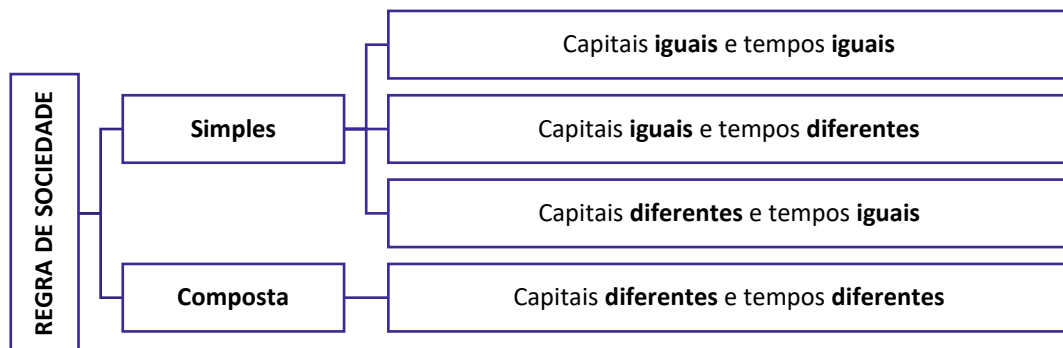 REGRA DE SOCIEDADE
Simples
Capitais iguais e tempos iguais
Capitais iguais e tempos diferentes
Capitais diferentes e tempos iguais
Composta
Capitais diferentes e tempos diferentes